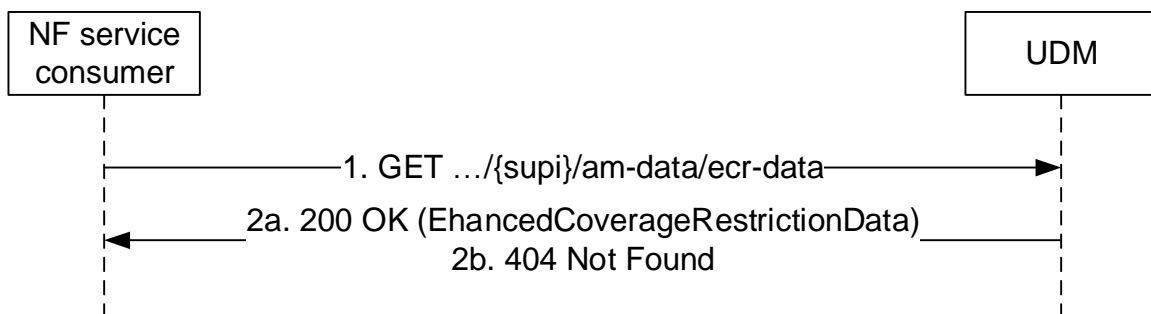 NF service
consumer
UDM
1. GET …/{supi}/am-data/ecr-data
2a. 200 OK (EhancedCoverageRestrictionData)
2b. 404 Not Found